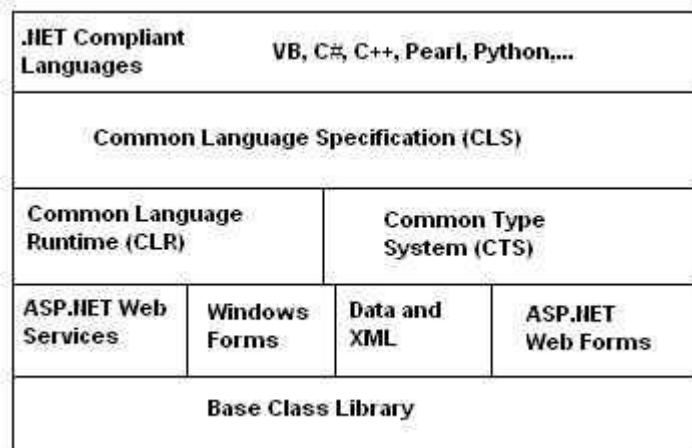 .NET Compliant
Languages
VB, C#, C++, Pearl, Python,...
Common Language Specification (CLS)
Common Language
Runtime (CLR)
Common Type
System (CTS)
ASP.NET Web
Services
Windows
Forms
Data and
XML
ASP.NET
Web Forms
Base Class Library